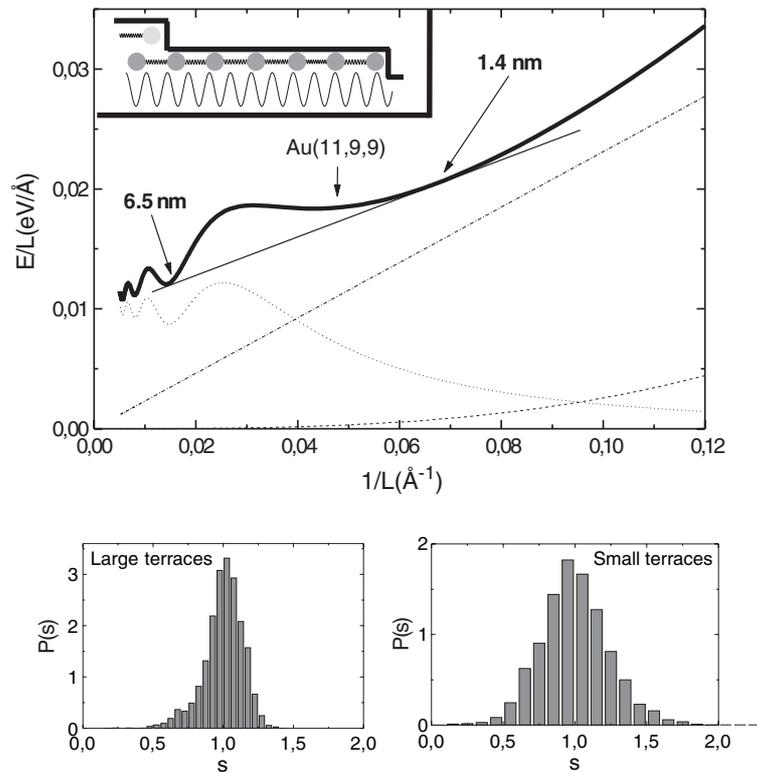 0,03
1.4 nm
Au(11,9,9)
0,02
6.5 nm
E/L(eV/Å)
0,01
0,00
0,00 0,02 0,04 0,06 0,08 0,10 0,12
1/L(Å⁻¹)
Large terraces
3
2
1
0
P(s)
0,0 0,5 1,0 1,5 2,0
s
Small terraces
2
1
0
P(s)
0,0 0,5 1,0 1,5 2,0
s